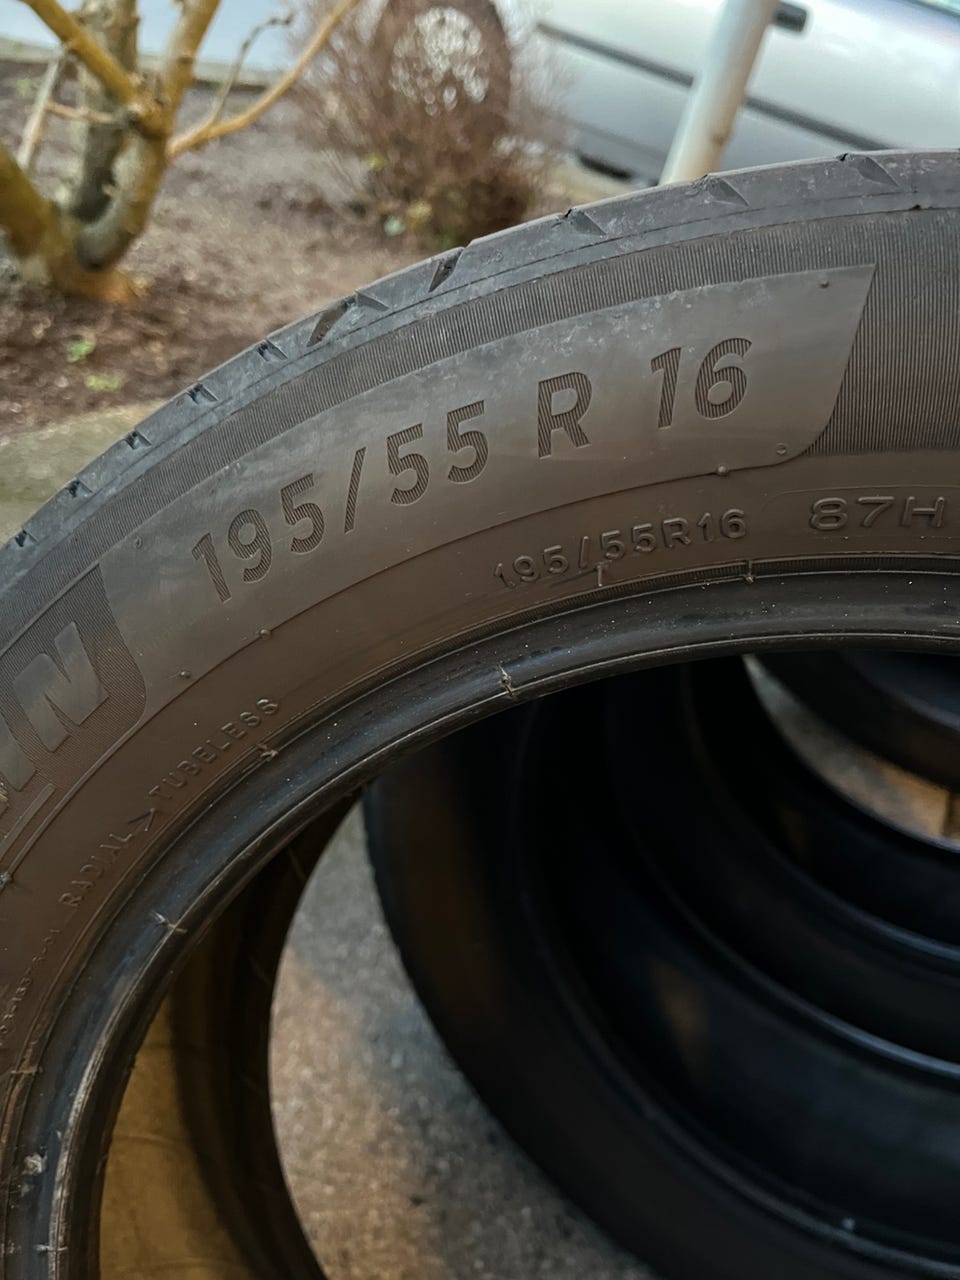 195/55 R 16
195/55R16 87H
RADIAL > TUBELESS